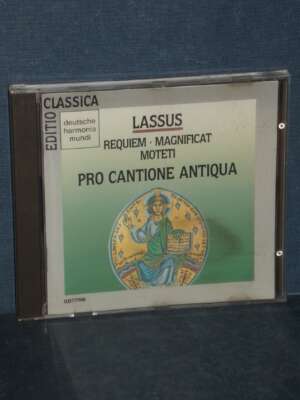 EDITIO CLASSICA
deutsche
harmonia
mundi
LASSUS
REQUIEM · MAGNIFICAT
MOTETI
PRO CANTIONE ANTIQUA